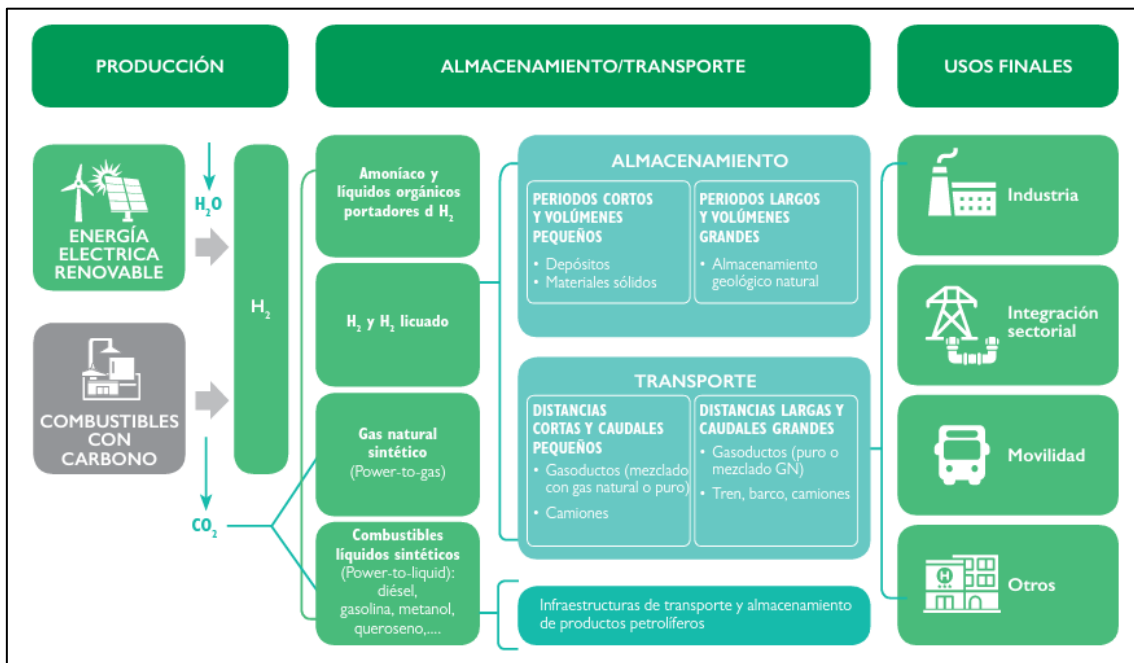 PRODUCCIÓN
ALMACENAMIENTO/TRANSPORTE
USOS FINALES
ENERGÍA
ELECTRICA
RENOVABLE
H₂O
COMBUSTIBLES
CON
CARBONO
CO₂
H₂
Amoníaco y
líquidos orgánicos
portadores d H₂
H₂ y H₂ licuado
Gas natural
sintético
(Power-to-gas)
Combustibles
líquidos sintéticos
(Power-to-liquid):
diésel,
gasolina, metanol,
queroseno,....
ALMACENAMIENTO
PERIODOS CORTOS
Y VOLÚMENES
PEQUEÑOS
• Depósitos
• Materiales sólidos
PERIODOS LARGOS
Y VOLÚMENES
GRANDES
• Almacenamiento
geológico natural
TRANSPORTE
DISTANCIAS
CORTAS Y CAUDALES
PEQUEÑOS
• Gasoductos (mezclado
con gas natural o puro)
• Camiones
DISTANCIAS LARGAS Y
CAUDALES GRANDES
• Gasoductos (puro o
mezclado GN)
• Tren, barco, camiones
Infraestructuras de transporte y almacenamiento
de productos petrolíferos
Industria
Integración
sectorial
Movilidad
H
Otros